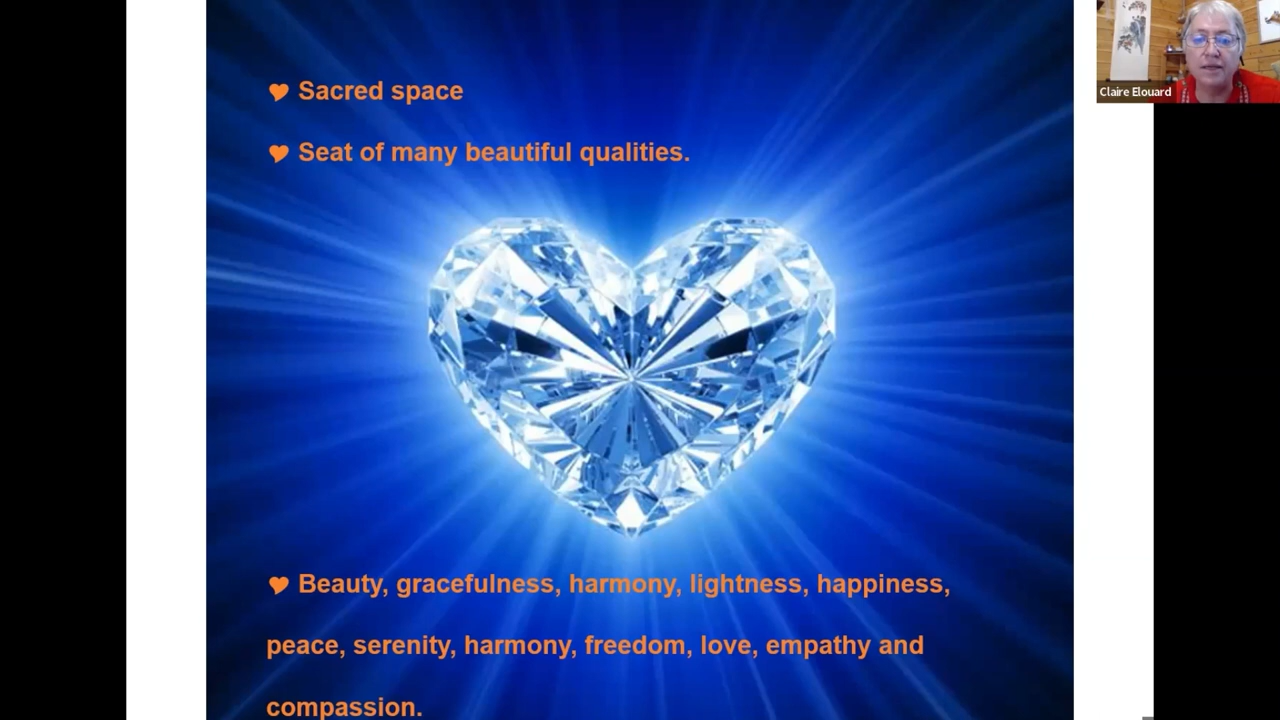 Sacred space
Seat of many beautiful qualities.
Beauty, gracefulness, harmony, lightness, happiness,
peace, serenity, harmony, freedom, love, empathy and
compassion.
Claire Elouard